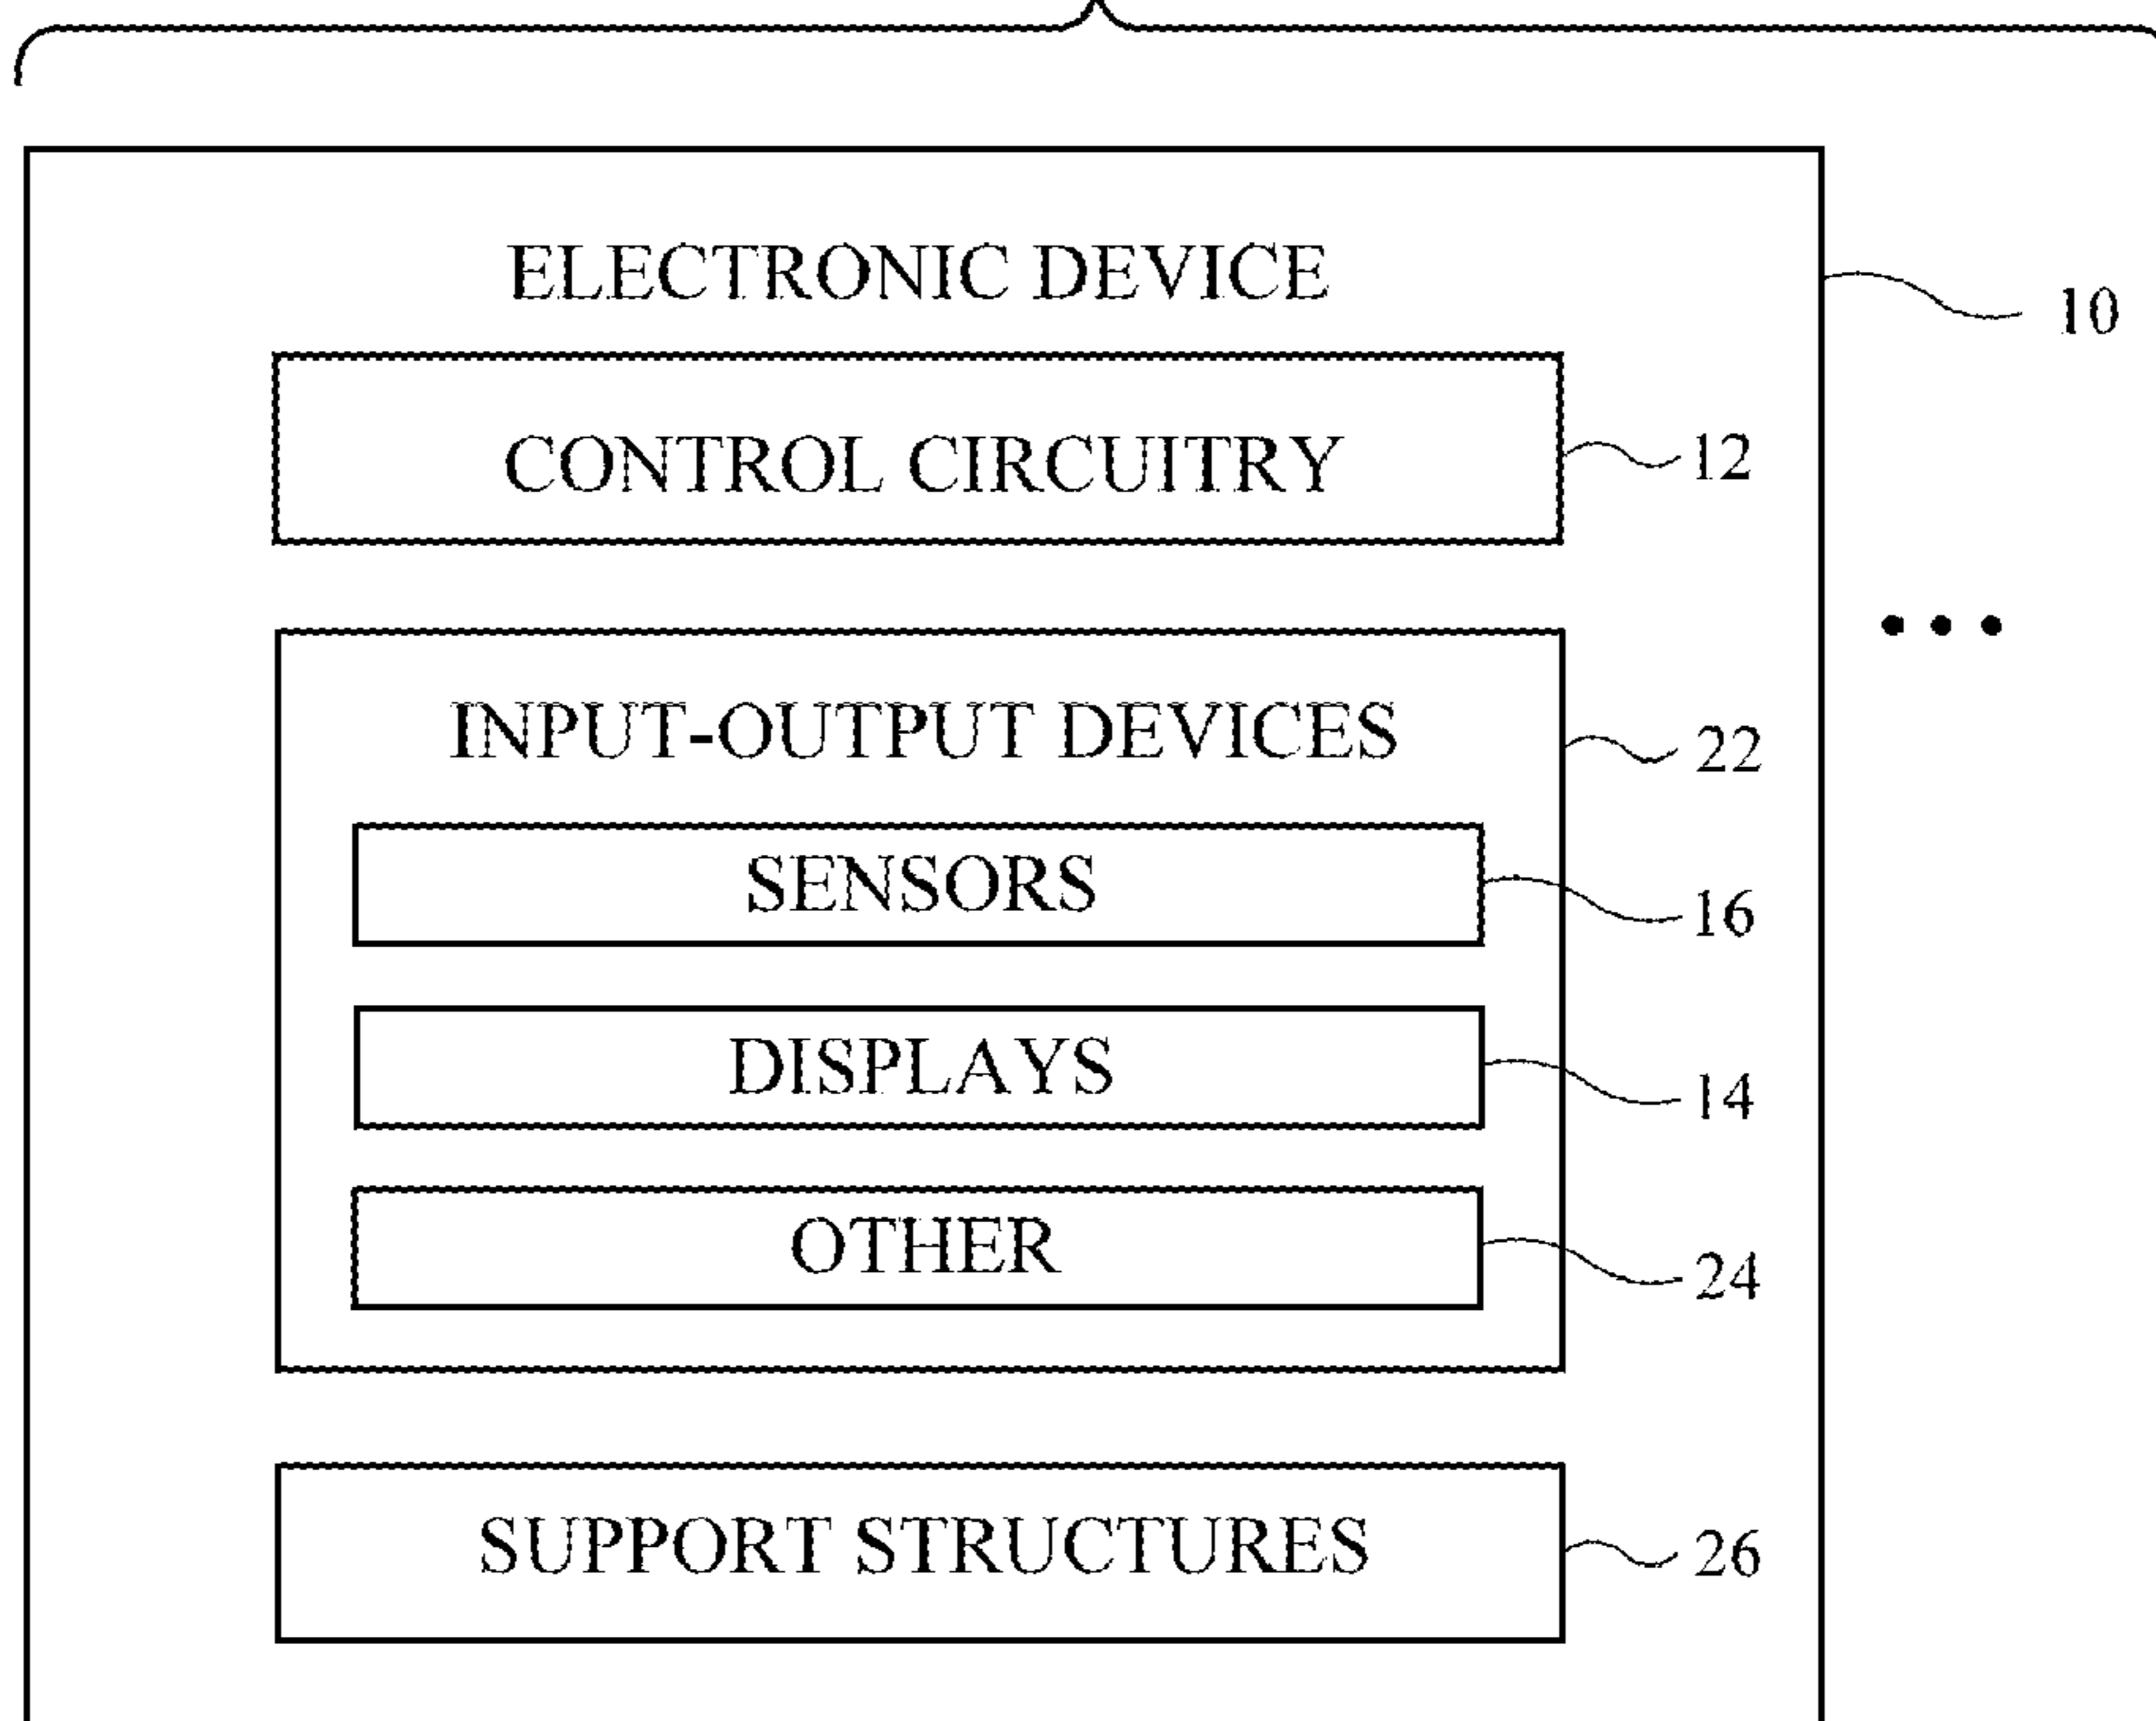 ELECTRONIC DEVICE
10
CONTROL CIRCUITRY
12
...
INPUT-OUTPUT DEVICES
22
SENSORS
16
DISPLAYS
14
OTHER
24
SUPPORT STRUCTURES
26